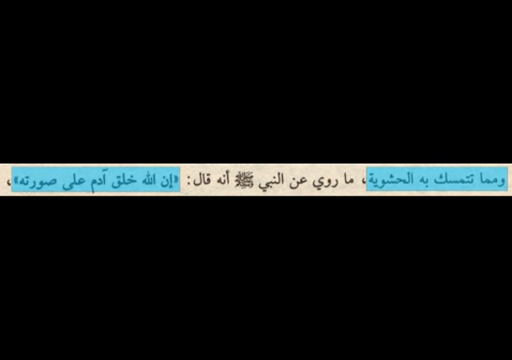 ومما تتمسك به الحشوية، ما روي عن النبي ﷺ أنه قال: «إن الله خلق آدم على صورته»،